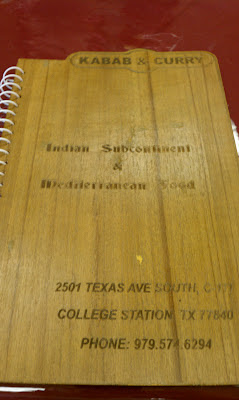 KABAB & CURRY
Indian Subcontinent
&
Mediterranean Food
2501 TEXAS AVE SOUTH,
COLLEGE STATION, TX 77840
PHONE: 979.574.6294